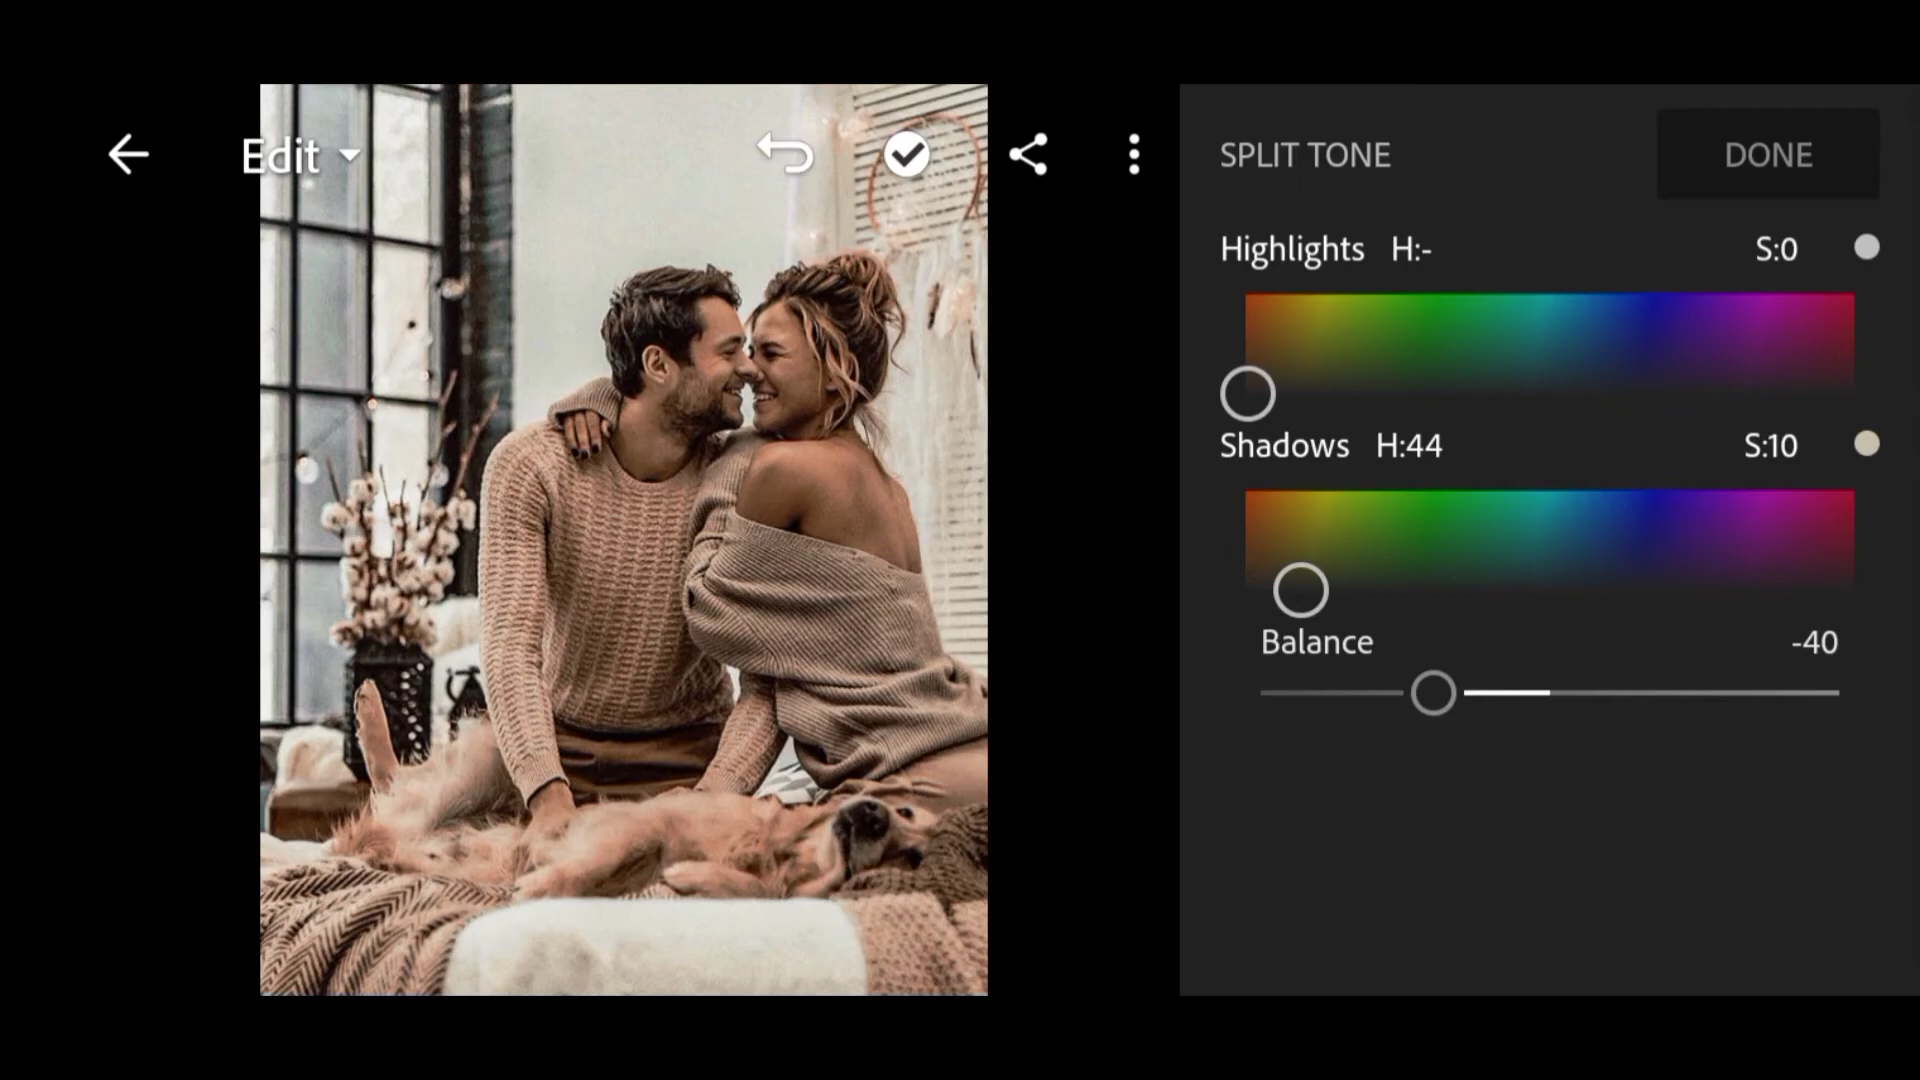 Edit
SPLIT TONE
DONE
Highlights H:- S:0
Shadows H:44 S:10
Balance -40